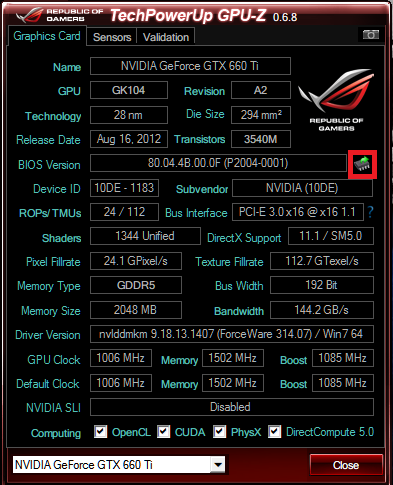 REPUBLIC OF GAMERS TechPowerUp GPU-Z 0.6.8
Graphics Card Sensors Validation
Name NVIDIA GeForce GTX 660 Ti
GPU GK104 Revision A2
Technology 28 nm Die Size 294 mm²
REPUBLIC OF GAMERS
Release Date Aug 16, 2012 Transistors 3540M
BIOS Version 80.04.4B.00.0F (P2004-0001)
Device ID 10DE - 1183 Subvendor NVIDIA (10DE)
ROPs/ TMUs 24 / 112 Bus Interface PCI-E 3.0 x16 @ x16 1.1 ?
Shaders 1344 Unified DirectX Support 11.1 / SM5.0
Pixel Fillrate 24.1 GPixel/s Texture Fillrate 112.7 GTexel/s
Memory Type GDDR5 Bus Width 192 Bit
Memory Size 2048 MB Bandwidth 144.2 GB/s
Driver Version nvlddmkm 9.18.13.1407 (ForceWare 314.07) / Win7 64
GPU Clock 1006 MHz Memory 1502 MHz Boost 1085 MHz
Default Clock 1006 MHz Memory 1502 MHz Boost 1085 MHz
NVIDIA SLI Disabled
Computing OpenCL CUDA PhysX DirectCompute 5.0
NVIDIA GeForce GTX 660 Ti Close